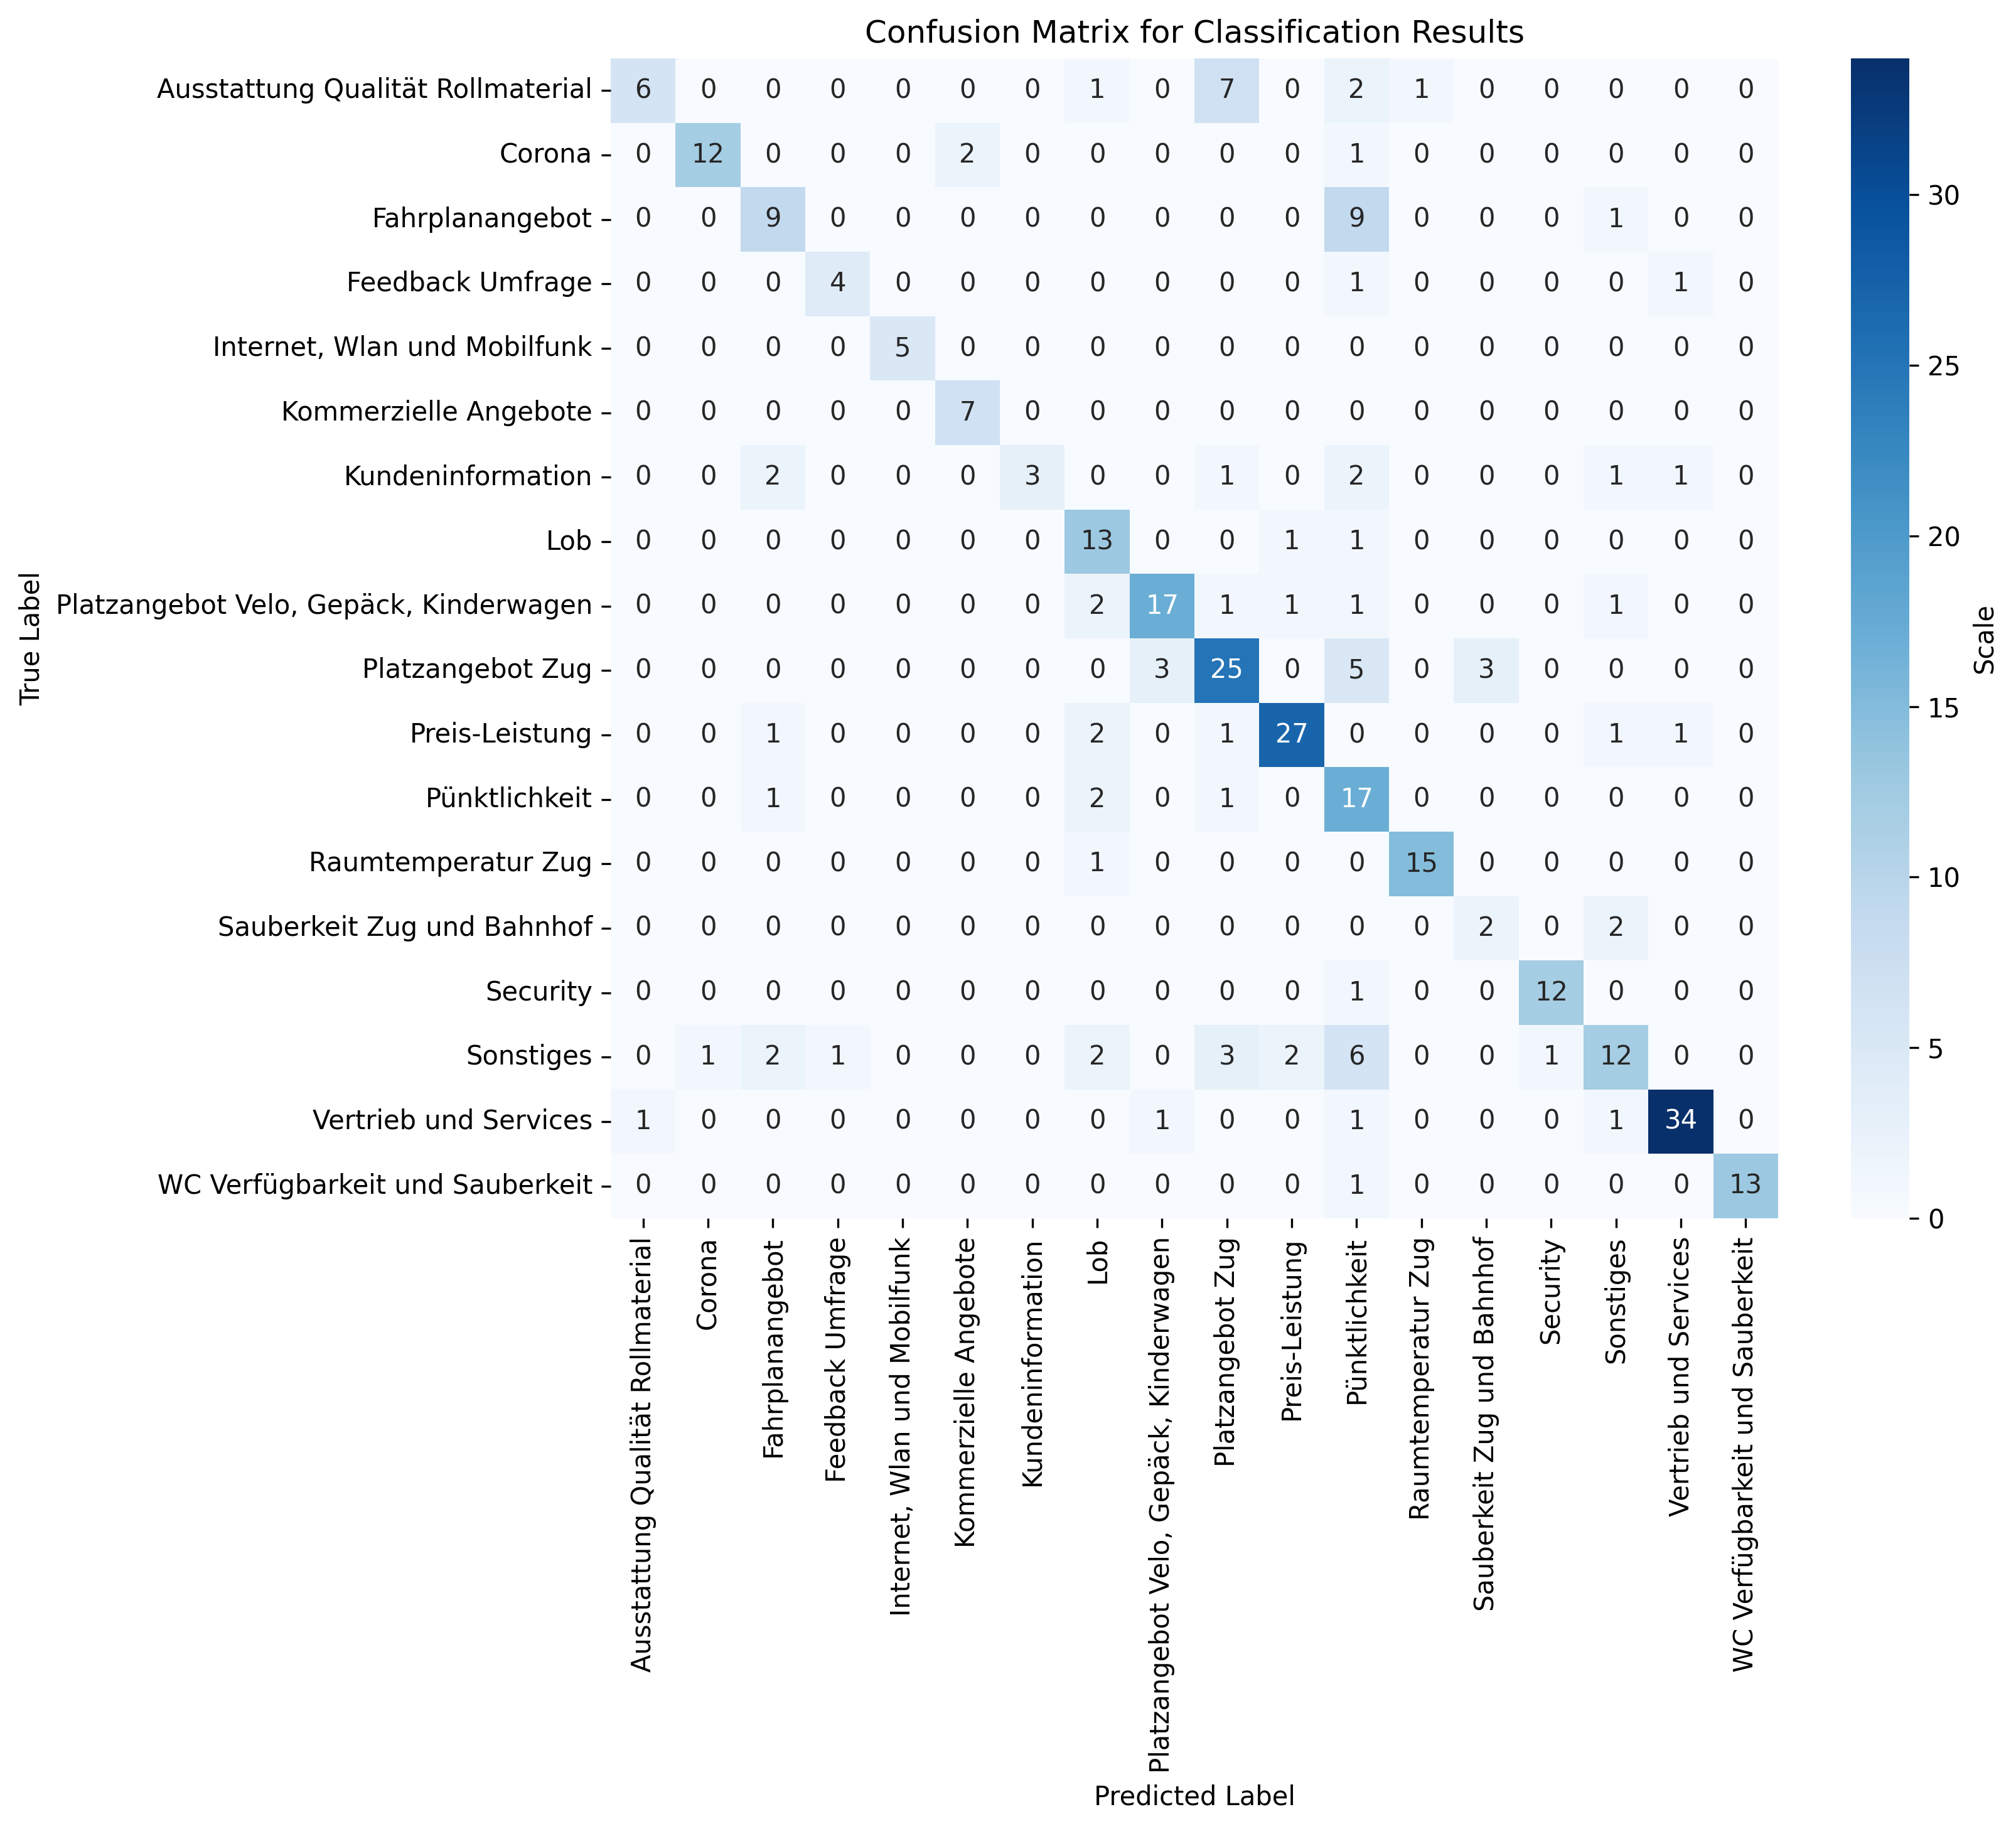 Confusion Matrix for Classification Results
Ausstattung Qualität Rollmaterial 6 0 0 0 0 0 0 1 0 7 0 2 1 0 0 0 0 0
Corona 0 12 0 0 0 2 0 0 0 0 0 1 0 0 0 0 0 0
Fahrplanangebot 0 0 9 0 0 0 0 0 0 0 0 9 0 0 0 1 0 0
Feedback Umfrage 0 0 0 4 0 0 0 0 0 0 0 1 0 0 0 0 1 0
Internet, Wlan und Mobilfunk 0 0 0 0 5 0 0 0 0 0 0 0 0 0 0 0 0 0
Kommerzielle Angebote 0 0 0 0 0 7 0 0 0 0 0 0 0 0 0 0 0 0
Kundeninformation 0 0 2 0 0 0 3 0 0 1 0 2 0 0 0 1 1 0
Lob 0 0 0 0 0 0 0 13 0 0 1 1 0 0 0 0 0 0
Platzangebot Velo, Gepäck, Kinderwagen 0 0 0 0 0 0 0 2 17 1 1 1 0 0 0 1 0 0
Platzangebot Zug 0 0 0 0 0 0 0 0 3 25 0 5 0 3 0 0 0 0
Preis-Leistung 0 0 1 0 0 0 0 2 0 1 27 0 0 0 0 1 1 0
Pünktlichkeit 0 0 1 0 0 0 0 2 0 1 0 17 0 0 0 0 0 0
Raumtemperatur Zug 0 0 0 0 0 0 0 1 0 0 0 0 15 0 0 0 0 0
Sauberkeit Zug und Bahnhof 0 0 0 0 0 0 0 0 0 0 0 0 0 2 0 2 0 0
Security 0 0 0 0 0 0 0 0 0 0 0 1 0 0 12 0 0 0
Sonstiges 0 1 2 1 0 0 0 2 0 3 2 6 0 0 1 12 0 0
Vertrieb und Services 1 0 0 0 0 0 0 0 1 0 0 1 0 0 0 1 34 0
WC Verfügbarkeit und Sauberkeit 0 0 0 0 0 0 0 0 0 0 0 1 0 0 0 0 0 13
True Label
Ausstattung Qualität Rollmaterial
Corona
Fahrplanangebot
Feedback Umfrage
Internet, Wlan und Mobilfunk
Kommerzielle Angebote
Kundeninformation
Lob
Platzangebot Velo, Gepäck, Kinderwagen
Platzangebot Zug
Preis-Leistung
Pünktlichkeit
Raumtemperatur Zug
Sauberkeit Zug und Bahnhof
Security
Sonstiges
Vertrieb und Services
WC Verfügbarkeit und Sauberkeit
Predicted Label
30
25
20
15
10
5
0
Scale